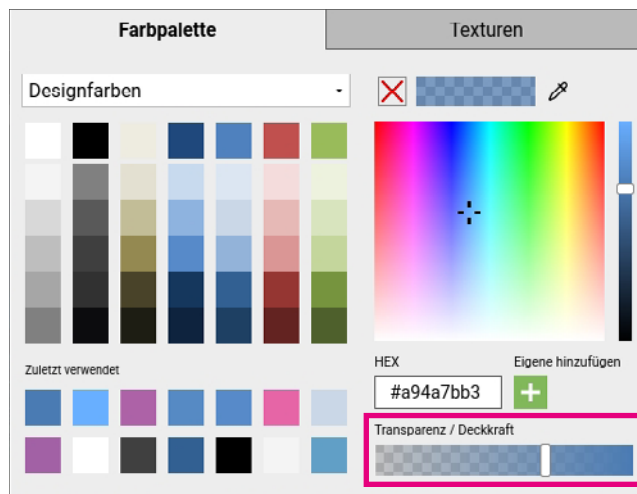 Farbpalette
Texturen
Designfarben
Zuletzt verwendet
HEX
Eigene hinzufügen
#a94a7bb3
Transparenz / Deckkraft